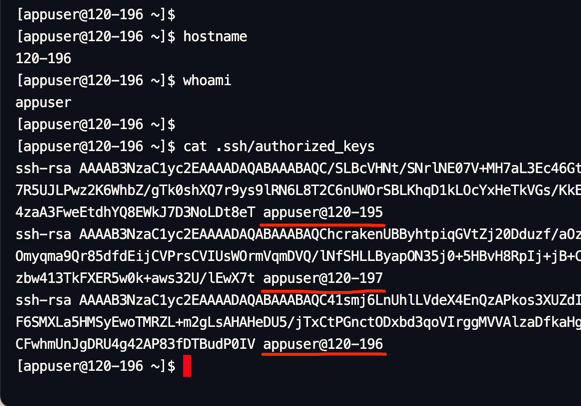 [appuser@120-196 ~]$
[appuser@120-196 ~]$ hostname
120-196
[appuser@120-196 ~]$ whoami
appuser
[appuser@120-196 ~]$
[appuser@120-196 ~]$ cat .ssh/authorized_keys
ssh-rsa AAAAB3NzaC1yc2EAAAADAQABAAABAQC/SLBcVHNt/SNrlNE07V+MH7aL3Ec46Gt
7R5UJLPwz2K6WhbZ/gTk0shXQ7r9ys9lRN6L8T2C6nUWOrSBLKhqD1kLOcYxHeTkVGs/KkE
4zaA3FweEtdhYQ8EWkJ7D3NoLDt8eT appuser@120-195
ssh-rsa AAAAB3NzaC1yc2EAAAADAQABAAABAQChcrakenUBByhtpiqGVtZj20Dduzf/aOz
Omyqma9Qr85dfdEijCVPrsCVIUsWOrmVqmDVQ/lNfSHLLByapON35j0+5HBvH8RpIj+jB+C
zbw413TkFXER5w0k+aws32U/lEwX7t appuser@120-197
ssh-rsa AAAAB3NzaC1yc2EAAAADAQABAAABAQC41smj6LnUhlLVdeX4EnQzAPkos3XUZdI
F6SMXLa5HMSyEwoTMRZL+m2gLsAHAHeDU5/jTxCtPGnctODxbd3qoVIrggMVVAlzaDfkaHg
CFwhmUnJgDRU4g42AP83fDTBudP0IV appuser@120-196
[appuser@120-196 ~]$